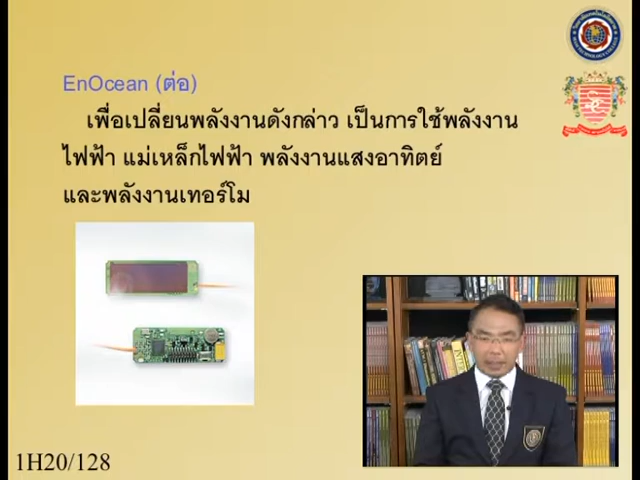 EnOcean (ต่อ)
เพื่อเปลี่ยนพลังงานดังกล่าว เป็นการใช้พลังงาน
ไฟฟ้า แม่เหล็กไฟฟ้า พลังงานแสงอาทิตย์
และพลังงานเทอร์โม
1H20/128